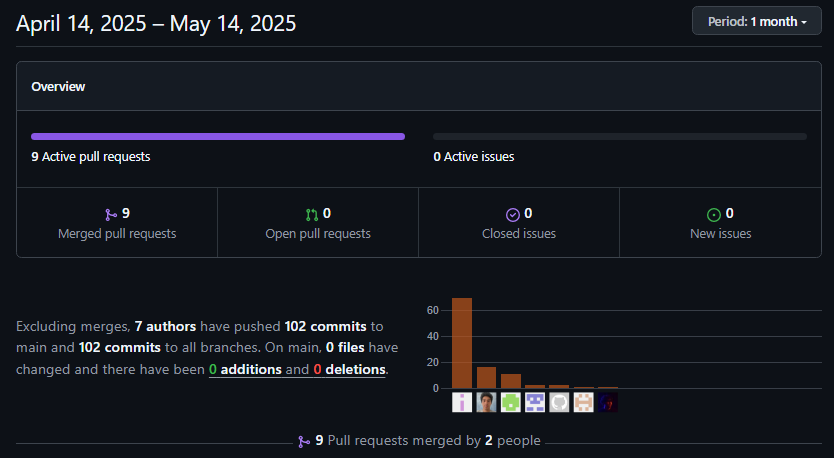 April 14, 2025 – May 14, 2025
Period: 1 month
Overview
9 Active pull requests
0 Active issues
9
Merged pull requests
0
Open pull requests
0
Closed issues
0
New issues
Excluding merges, 7 authors have pushed 102 commits to
main and 102 commits to all branches. On main, 0 files have
changed and there have been 0 additions and 0 deletions.
60
40
20
0
9 Pull requests merged by 2 people